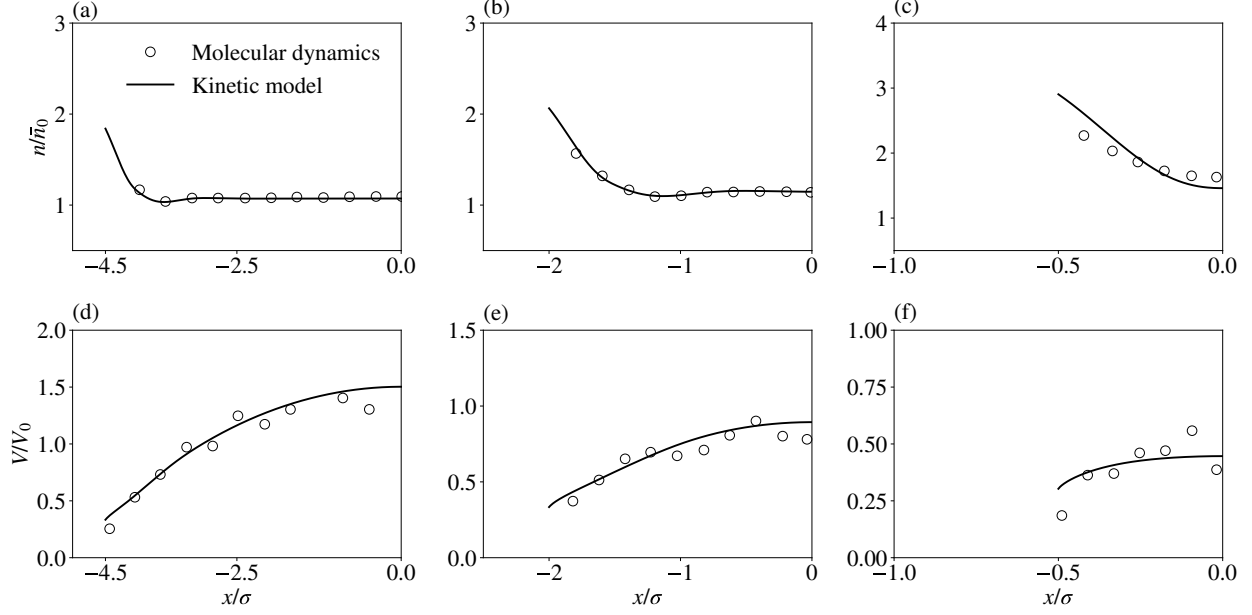 (a) (b) (c)
3 3 4
Molecular dynamics
Kinetic model
3
2 2
n/n̄₀
2
1 1
1
−4.5 −2.5 0.0 −2 −1 0 −1.0 −0.5 0.0
(d) (e) (f)
2.0 1.5 1.00
1.5 0.75
1.0
V/V₀ 1.0 0.50
0.5
0.5 0.25
0.0 0.0 0.00
−4.5 −2.5 0.0 −2 −1 0 −1.0 −0.5 0.0
x/σ x/σ x/σ